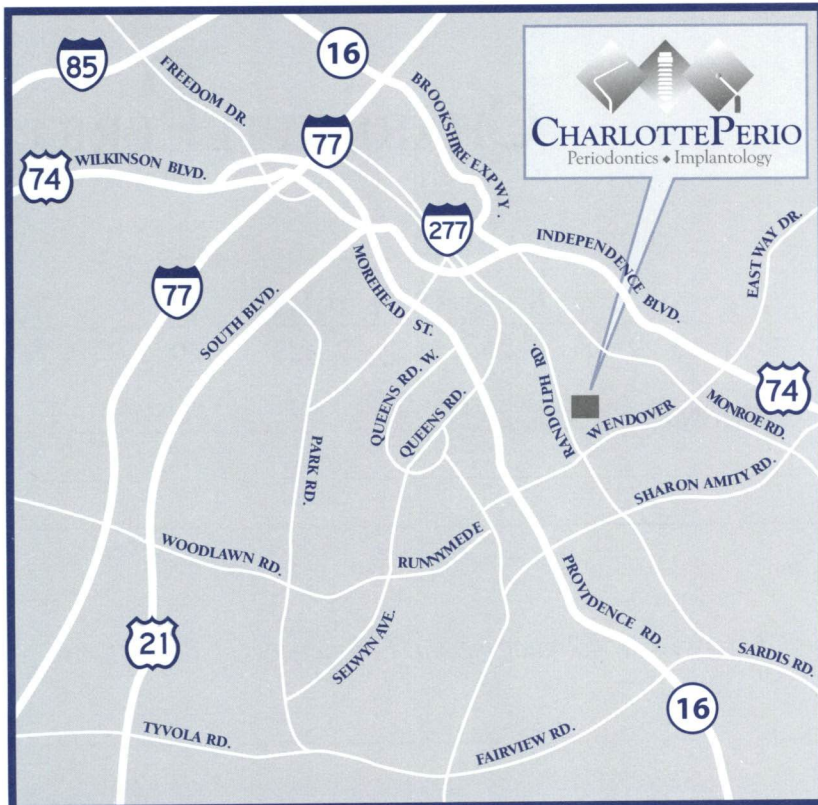 85
FREEDOM DR.
16
BROOKSHIRE EXPWY.
77
CHARLOTTEPERIO
Periodontics ◆ Implantology
74
WILKINSON BLVD.
277
INDEPENDENCE BLVD.
EASTWAY DR.
77
SOUTH BLVD.
MOREHEAD ST.
QUEENS RD. W.
QUEENS RD.
RANDOLPH RD.
WENDOVER
74
MONROE RD.
PARK RD.
SHARON AMITY RD.
WOODLAWN RD.
RUNNYMEDE
PROVIDENCE RD.
21
SELWYN AVE.
SARDIS RD.
16
TYVOLA RD.
FAIRVIEW RD.